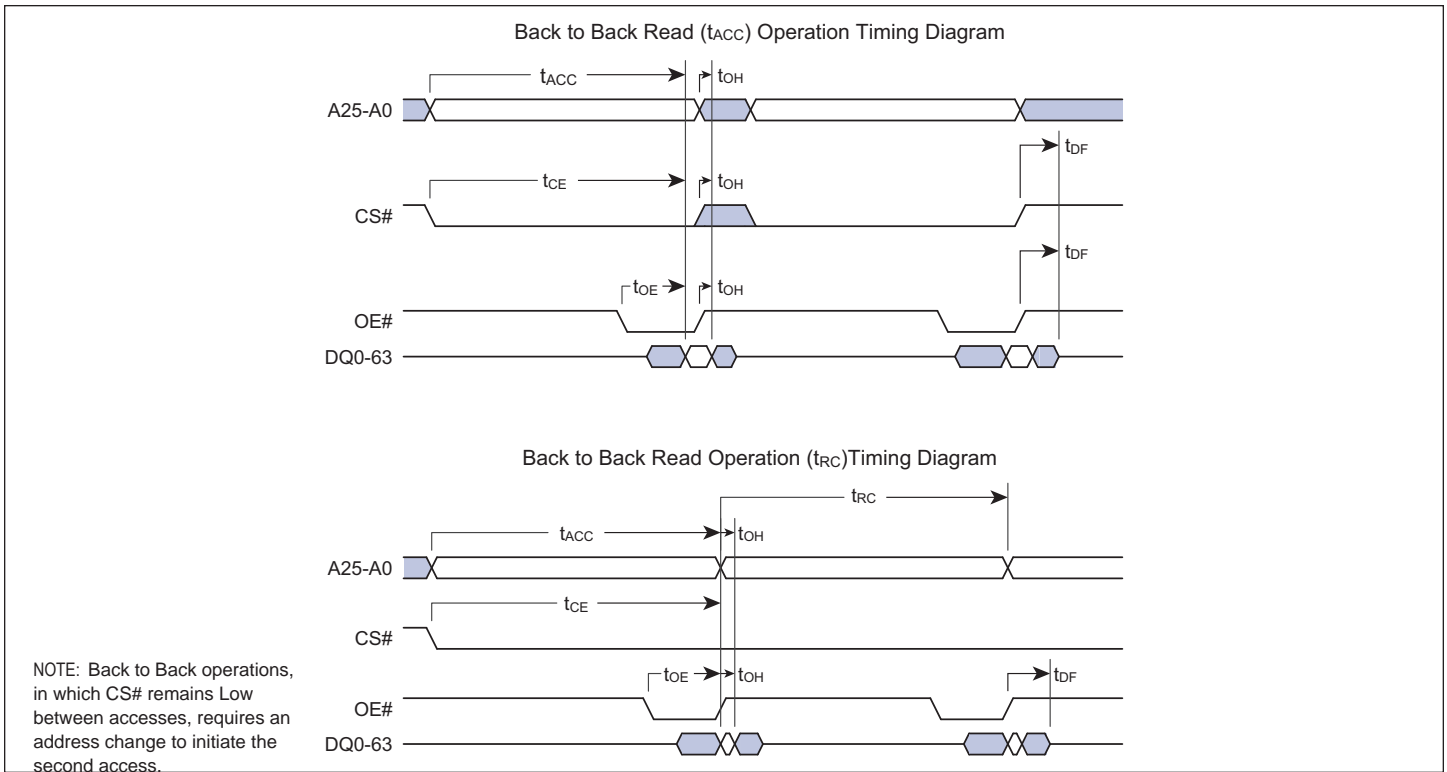 Back to Back Read (tACC) Operation Timing Diagram
tACC
tOH
A25-A0
tDF
tCE
tOH
CS#
tDF
tOE
tOH
OE#
DQ0-63
Back to Back Read Operation (tRC)Timing Diagram
tRC
tACC
tOH
A25-A0
tCE
CS#
tOE
tOH
tDF
OE#
DQ0-63
NOTE: Back to Back operations,
in which CS# remains Low
between accesses, requires an
address change to initiate the
second access.